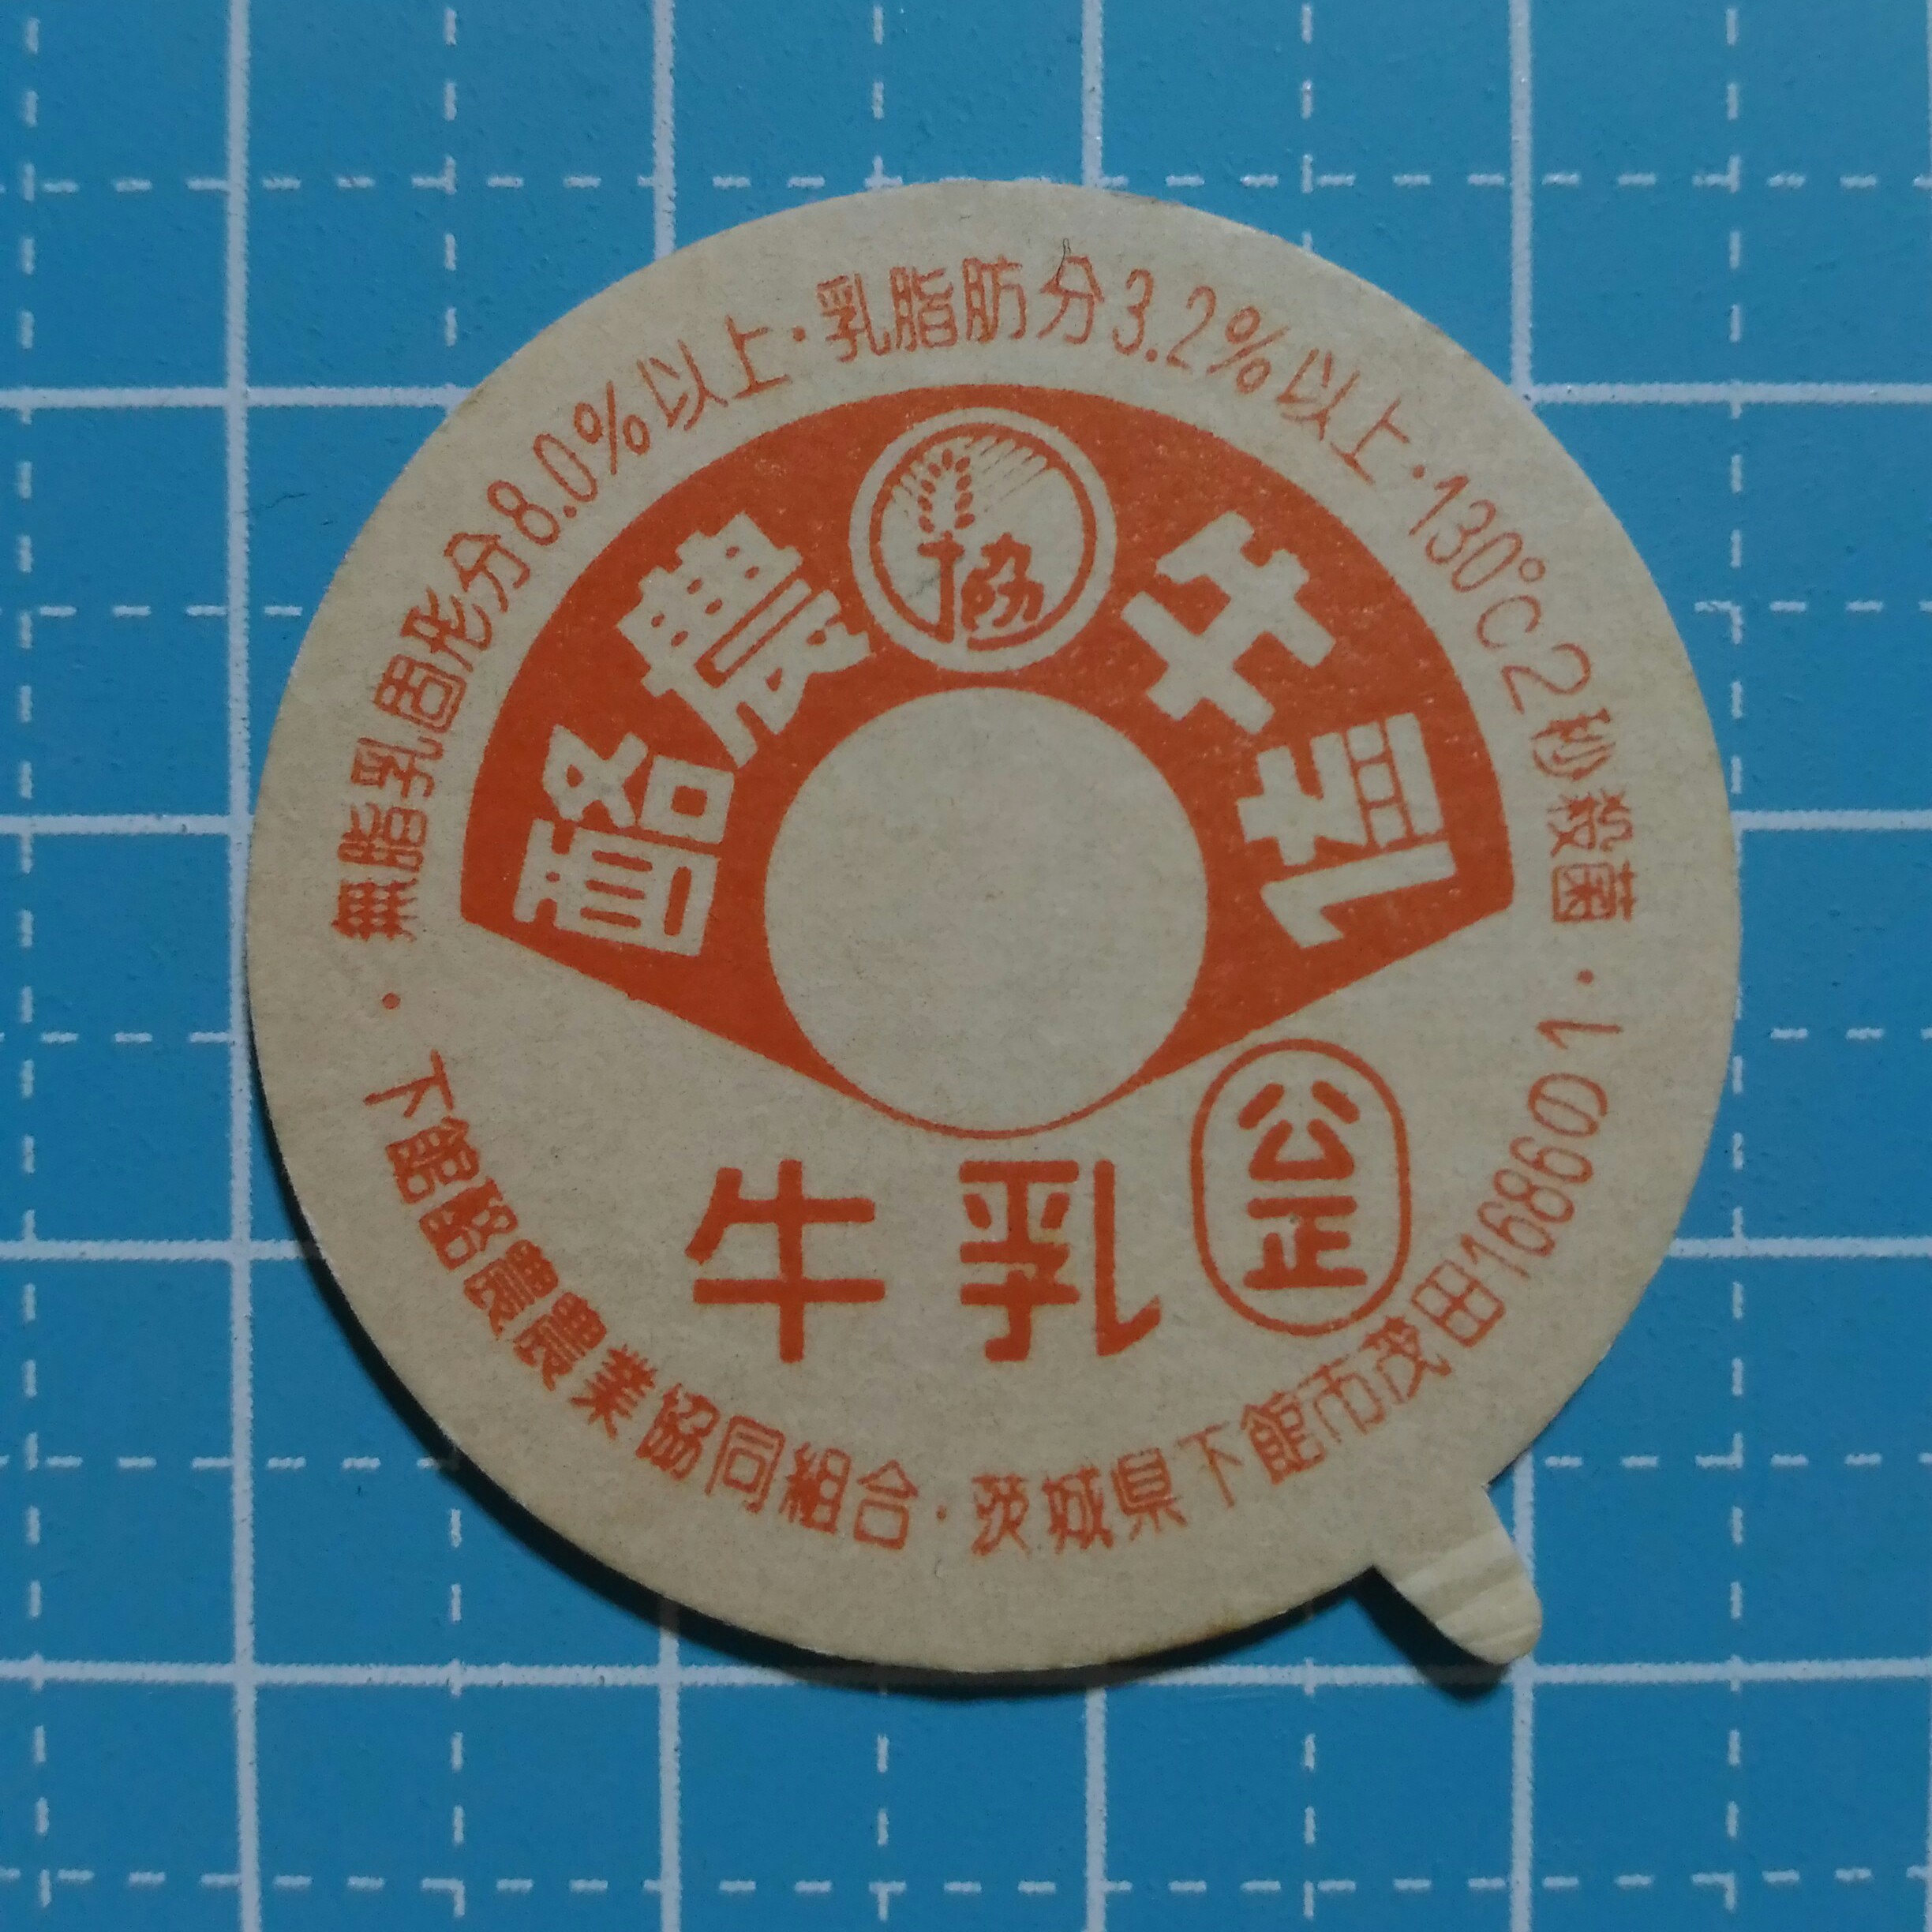 無脂乳固形分8.0%以上・乳脂肪分3.2%以上・130°C2秒殺菌
協
酪農牛乳
牛乳 公正
下館酪農農業協同組合・茨城県下館市茂田1686の1